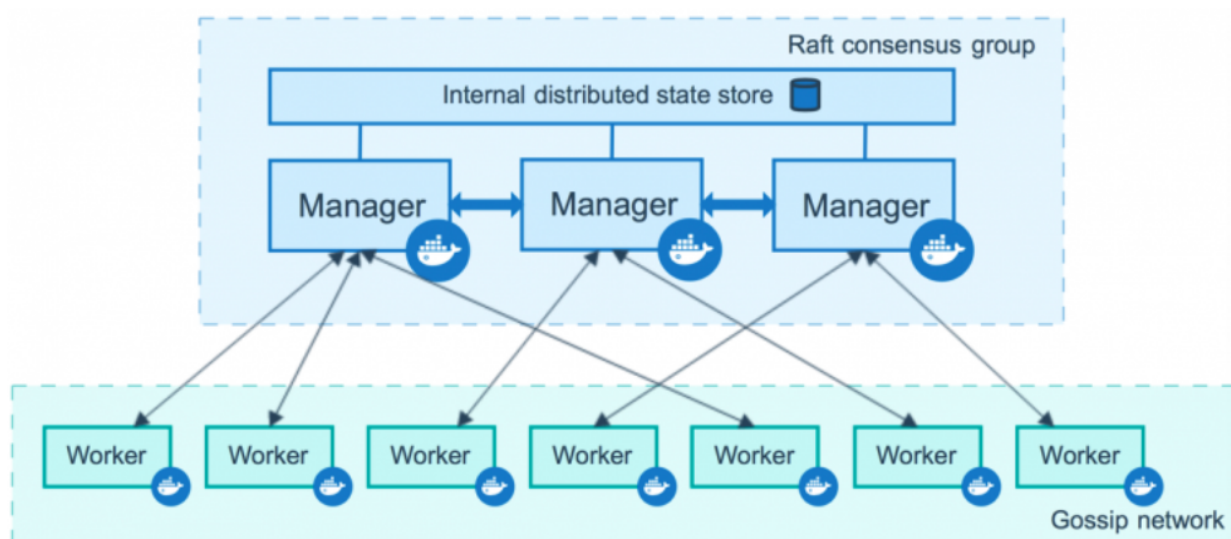 Raft consensus group
Internal distributed state store
Manager
Manager
Manager
Worker
Worker
Worker
Worker
Worker
Worker
Worker
Gossip network